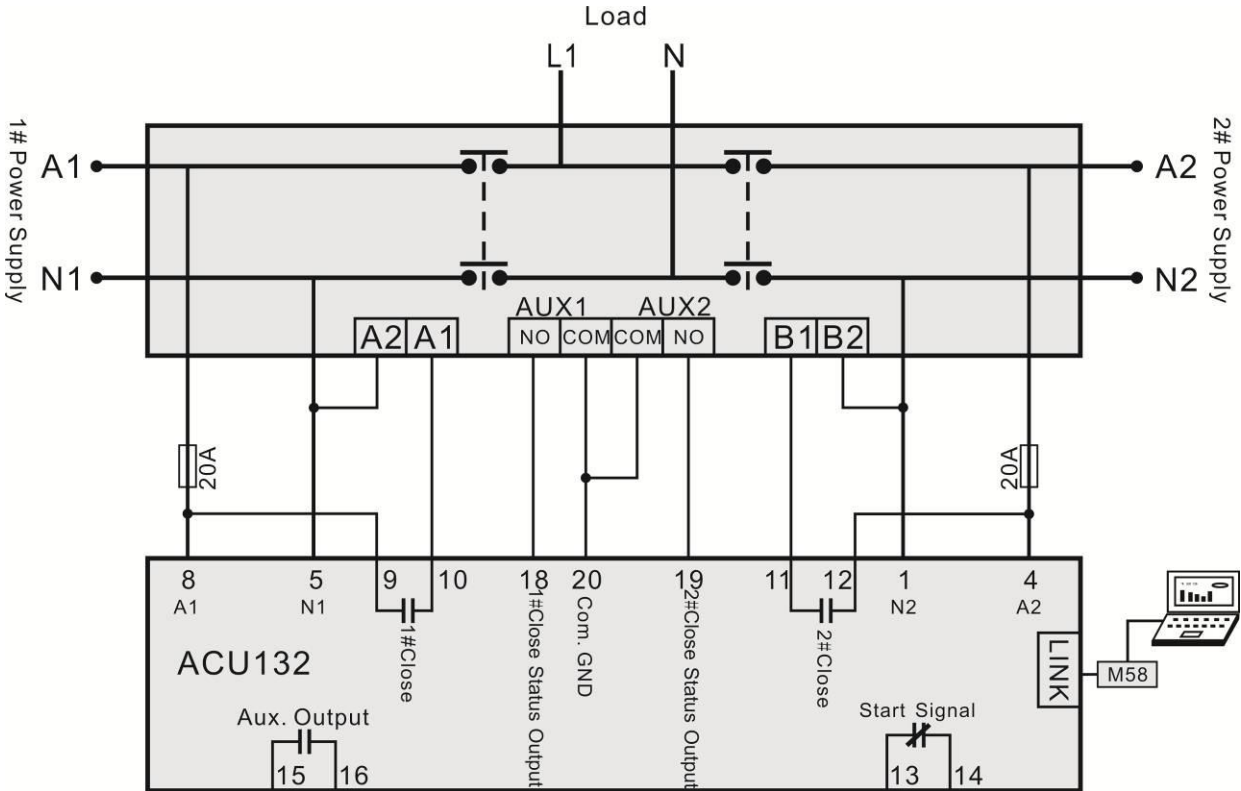 Load
L1 N
1# Power Supply
A1
A2
2# Power Supply
N1
N2
AUX1 AUX2
A2 A1 NO COM COM NO B1 B2
20A
20A
8 5 9 10 18 20 19 11 12 1 4
A1 N1 N2 A2
1#Close
1#Close Status Output
Com. GND
2#Close Status Output
2#Close
ACU132
LINK
M58
Aux. Output
15 16
Start Signal
13 14